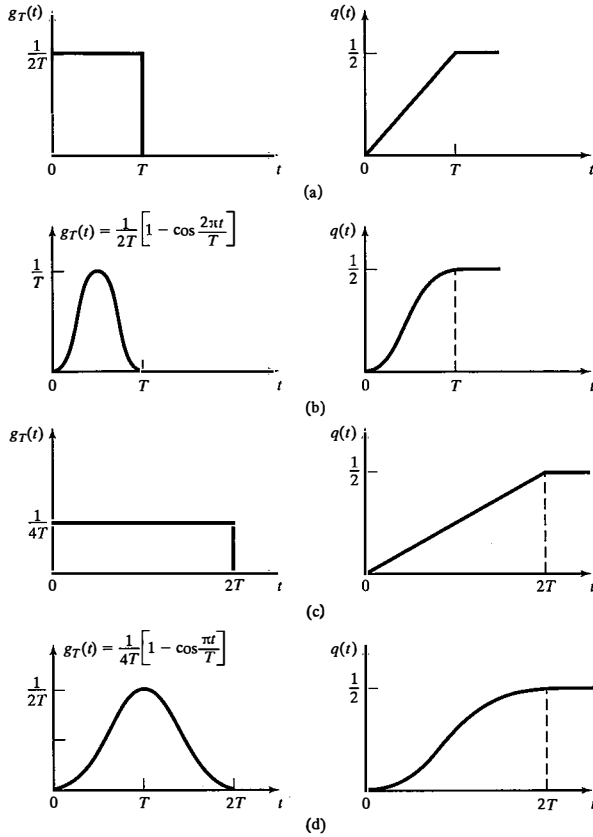 g_T(t)
1/2T
0
T
t
q(t)
1/2
0
T
t
(a)
g_T(t) = 1/2T [1 − cos 2πt/T]
1/T
0
T
t
q(t)
1/2
0
T
t
(b)
g_T(t)
1/4T
0
2T
t
q(t)
1/2
0
2T
t
(c)
g_T(t) = 1/4T [1 − cos πt/T]
1/2T
0
T
2T
t
q(t)
1/2
0
2T
t
(d)